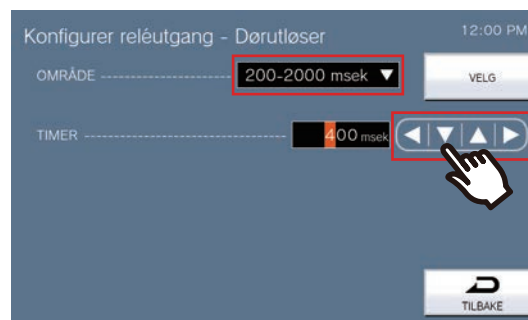 Konfigurer reléutgang - Dørutløser
12:00 PM
OMRÅDE
200-2000 msek
VELG
TIMER
400 msek
TILBAKE